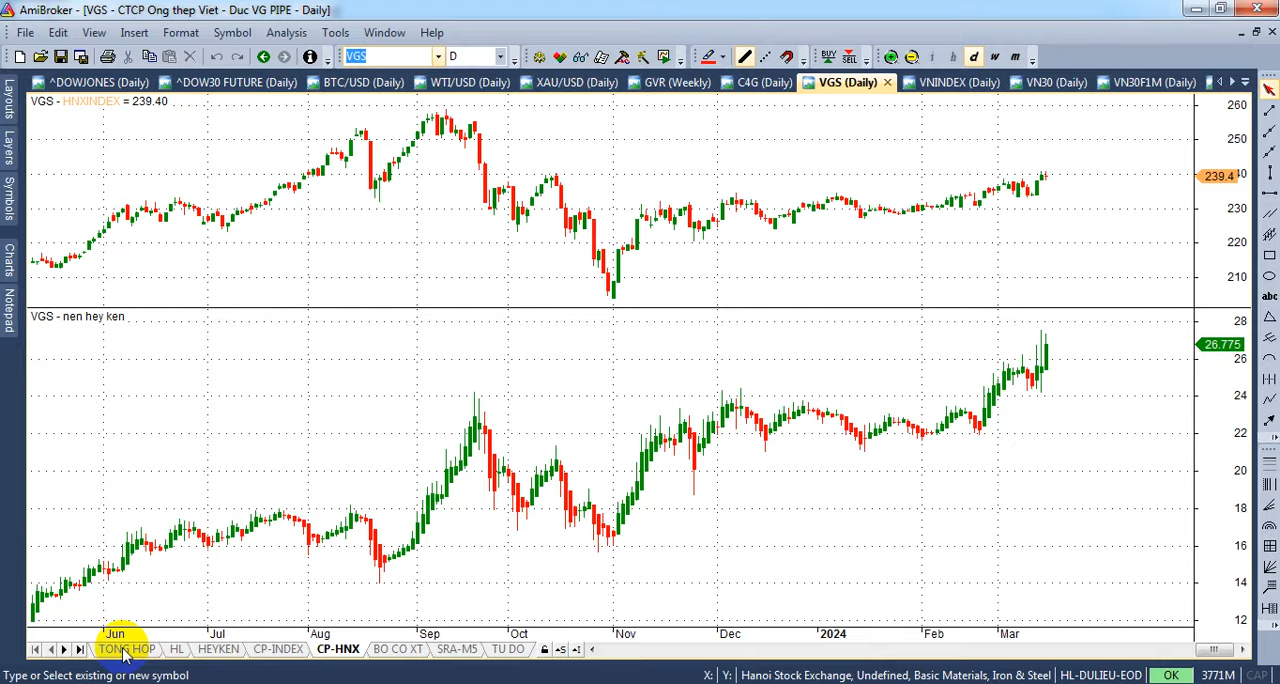 AmiBroker - [VGS - CTCP Ong thep Viet - Duc VG PIPE - Daily]
File Edit View Insert Format Symbol Analysis Tools Window Help
VGS D BUY SELL i h d w m
^DOWJONES (Daily) ^DOW30 FUTURE (Daily) BTC/USD (Daily) WTI/USD (Daily) XAU/USD (Daily) GVR (Weekly) C4G (Daily) VGS (Daily) VNINDEX (Daily) VN30 (Daily) VN30F1M (Daily)
Layouts
Layers
Symbols
Charts
Notepad
VGS - HNXINDEX = 239.40
260
250
239.4 40
230
220
210
abc
VGS - nen hey ken
28
26.775
26
24
22
20
18
16
14
12
Jun Jul Aug Sep Oct Nov Dec 2024 Feb Mar
TONG HOP HL HEYKEN CP-INDEX CP-HNX BO CO XT SRA-M5 TU DO S I
Type or Select existing or new symbol X: Y: Hanoi Stock Exchange, Undefined, Basic Materials, Iron & Steel HL-DULIEU-EOD OK 3771M CAP